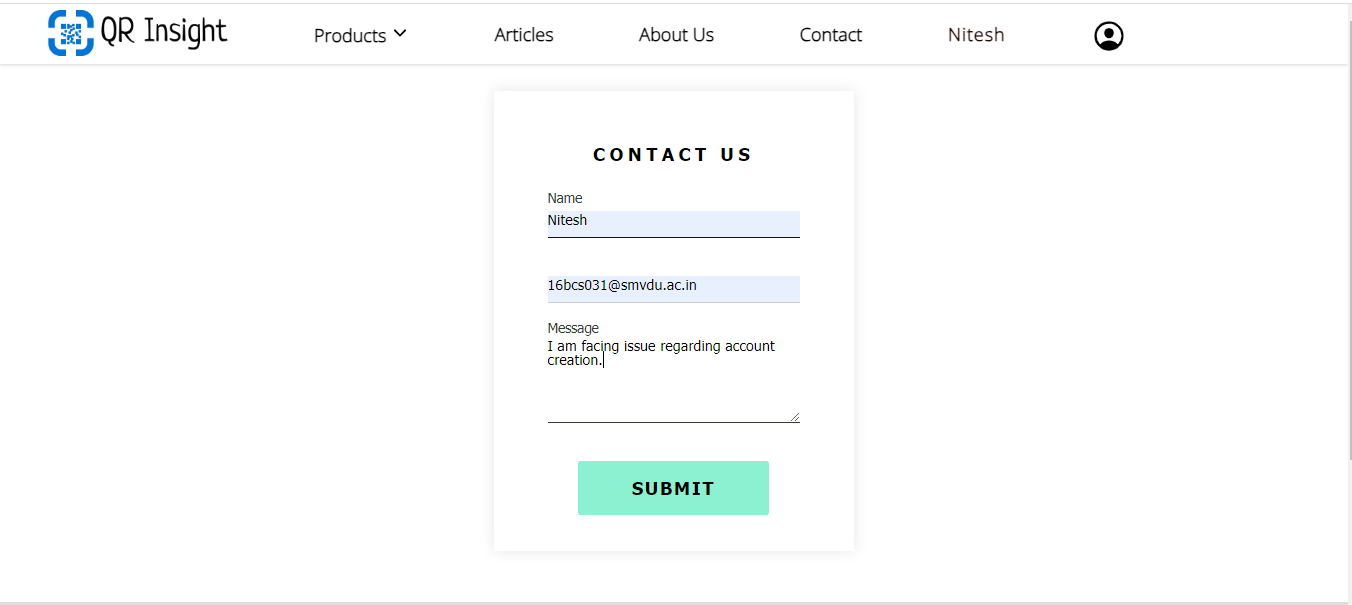 QR Insight
Products
Articles
About Us
Contact
Nitesh
CONTACT US
Name
Nitesh
16bcs031@smvdu.ac.in
Message
I am facing issue regarding account
creation.
SUBMIT